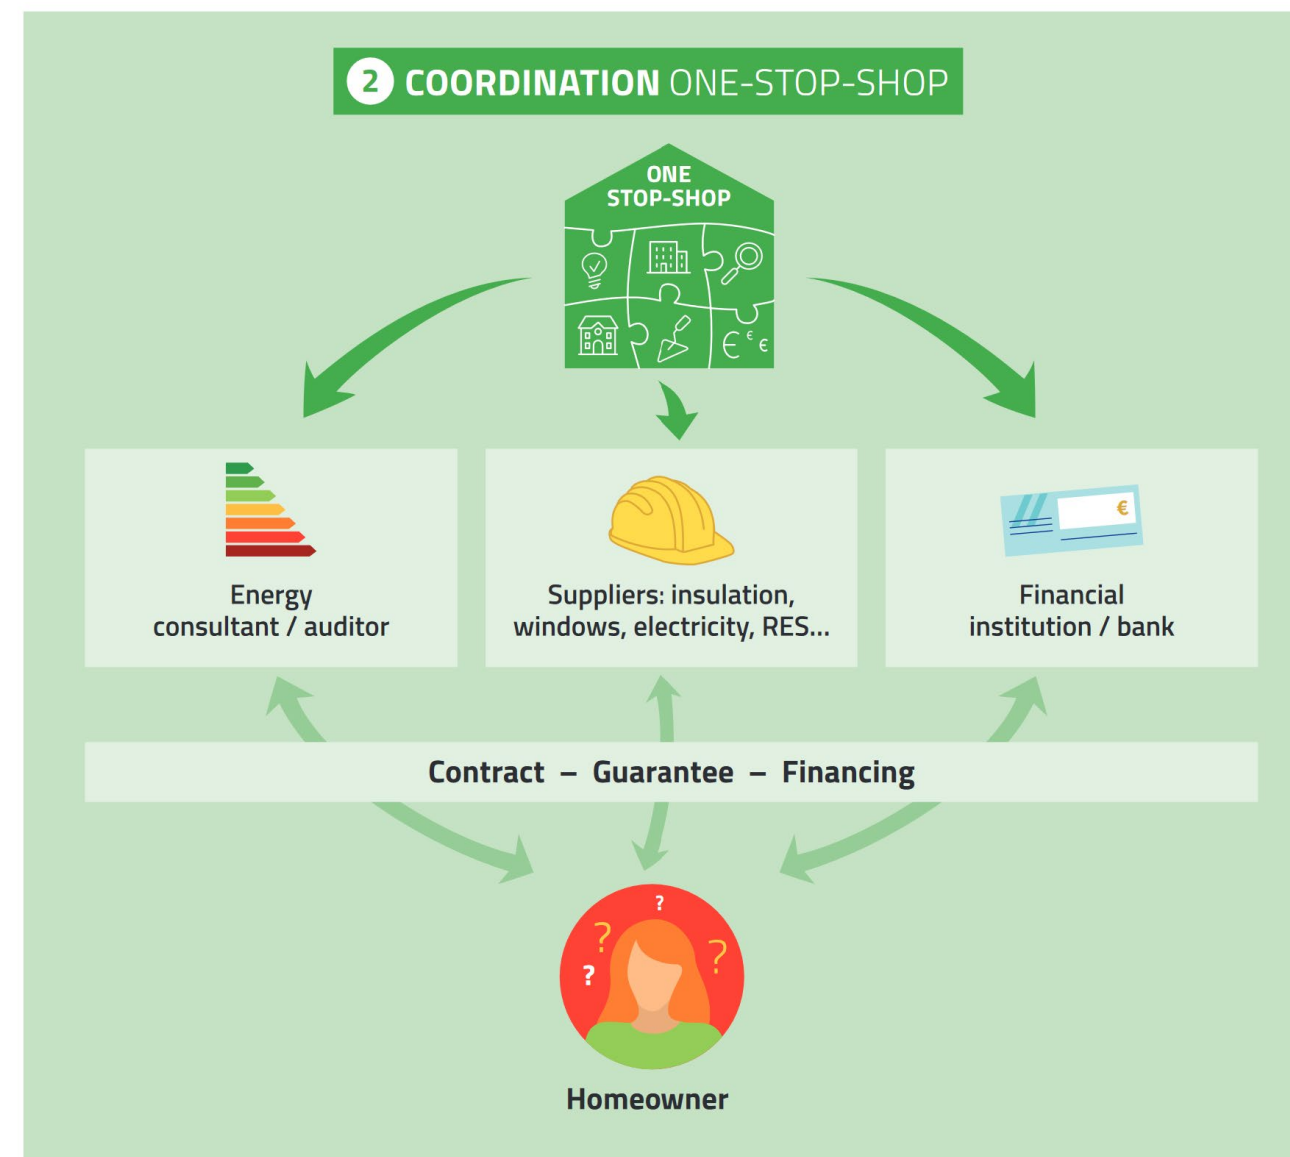 2 COORDINATION ONE-STOP-SHOP
ONE
STOP-SHOP
€ € €
€
Energy
consultant / auditor
Suppliers: insulation,
windows, electricity, RES...
Financial
institution / bank
Contract – Guarantee – Financing
?
? ?
?
Homeowner